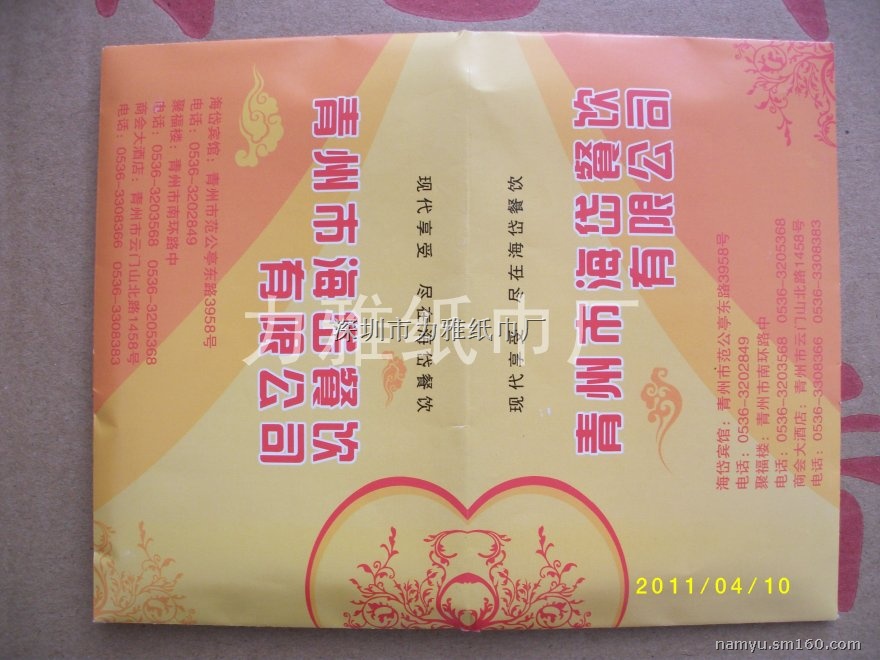 青州市海岱餐饮
有限公司
现代享受 尽在海岱餐饮
海岱宾馆：青州市范公亭东路3958号
电话：0536-3202849
聚福楼：青州市南环路中
电话：0536-3203568 0536-3205368
商会大酒店：青州市云门山北路1458号
电话：0536-3308366 0536-3308383
青州市海岱餐饮
有限公司
现代享受 尽在海岱餐饮
海岱宾馆：青州市范公亭东路3958号
电话：0536-3202849
聚福楼：青州市南环路中
电话：0536-3203568 0536-3205368
商会大酒店：青州市云门山北路1458号
电话：0536-3308366 0536-3308383
力雅纸巾厂
深圳市力雅纸巾厂
2011/04/10
namyu.sm160.com